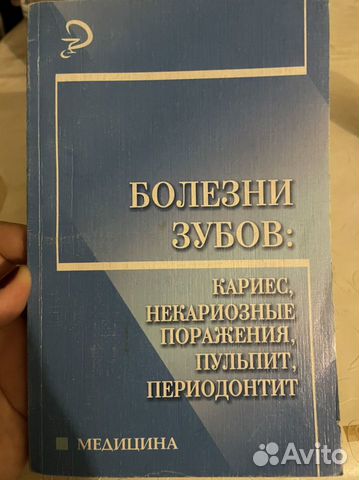 БОЛЕЗНИ
ЗУБОВ:
КАРИЕС,
НЕКАРИОЗНЫЕ
ПОРАЖЕНИЯ,
ПУЛЬПИТ,
ПЕРИОДОНТИТ
МЕДИЦИНА
Avito